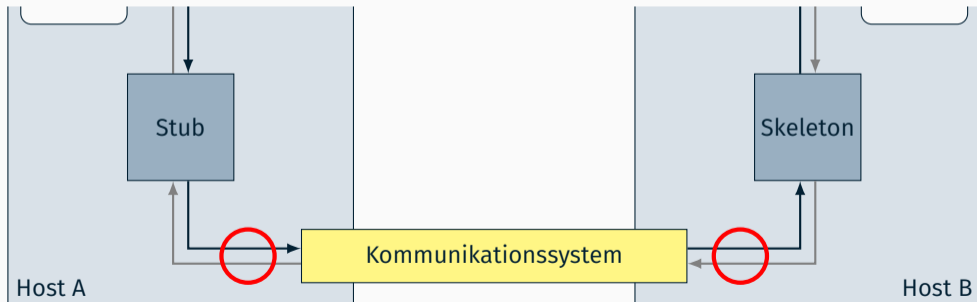 Stub
Skeleton
Kommunikationssystem
Host A
Host B